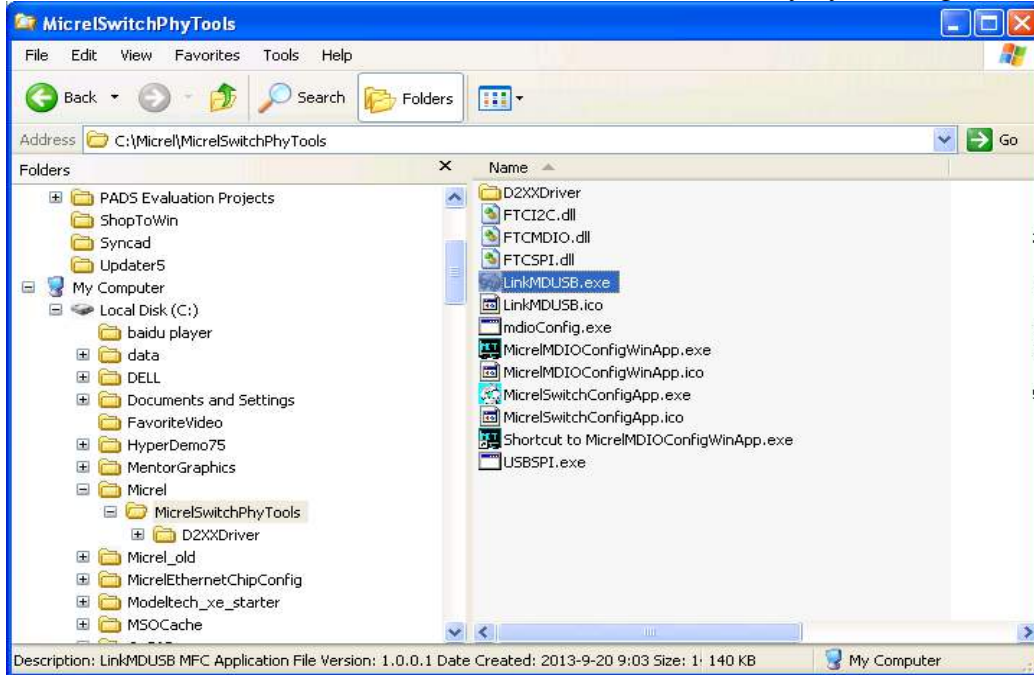 MicrelSwitchPhyTools
File Edit View Favorites Tools Help
Back Search Folders
Address C:\Micrel\MicrelSwitchPhyTools Go
Folders X
PADS Evaluation Projects
ShopToWin
Syncad
Updater5
My Computer
Local Disk (C:)
baidu player
data
DELL
Documents and Settings
FavoriteVideo
HyperDemo75
MentorGraphics
Micrel
MicrelSwitchPhyTools
D2XXDriver
Micrel_old
MicrelEthernetChipConfig
Modeltech_xe_starter
MSOCache
Name
D2XXDriver
FTCI2C.dll
FTCMDIO.dll
FTCSPI.dll
LinkMDUSB.exe
LinkMDUSB.ico
mdioConfig.exe
MicrelMDIOConfigWinApp.exe
MicrelMDIOConfigWinApp.ico
MicrelSwitchConfigApp.exe
MicrelSwitchConfigApp.ico
Shortcut to MicrelMDIOConfigWinApp.exe
USBSPI.exe
Description: LinkMDUSB MFC Application File Version: 1.0.0.1 Date Created: 2013-9-20 9:03 Size: 1 140 KB My Computer